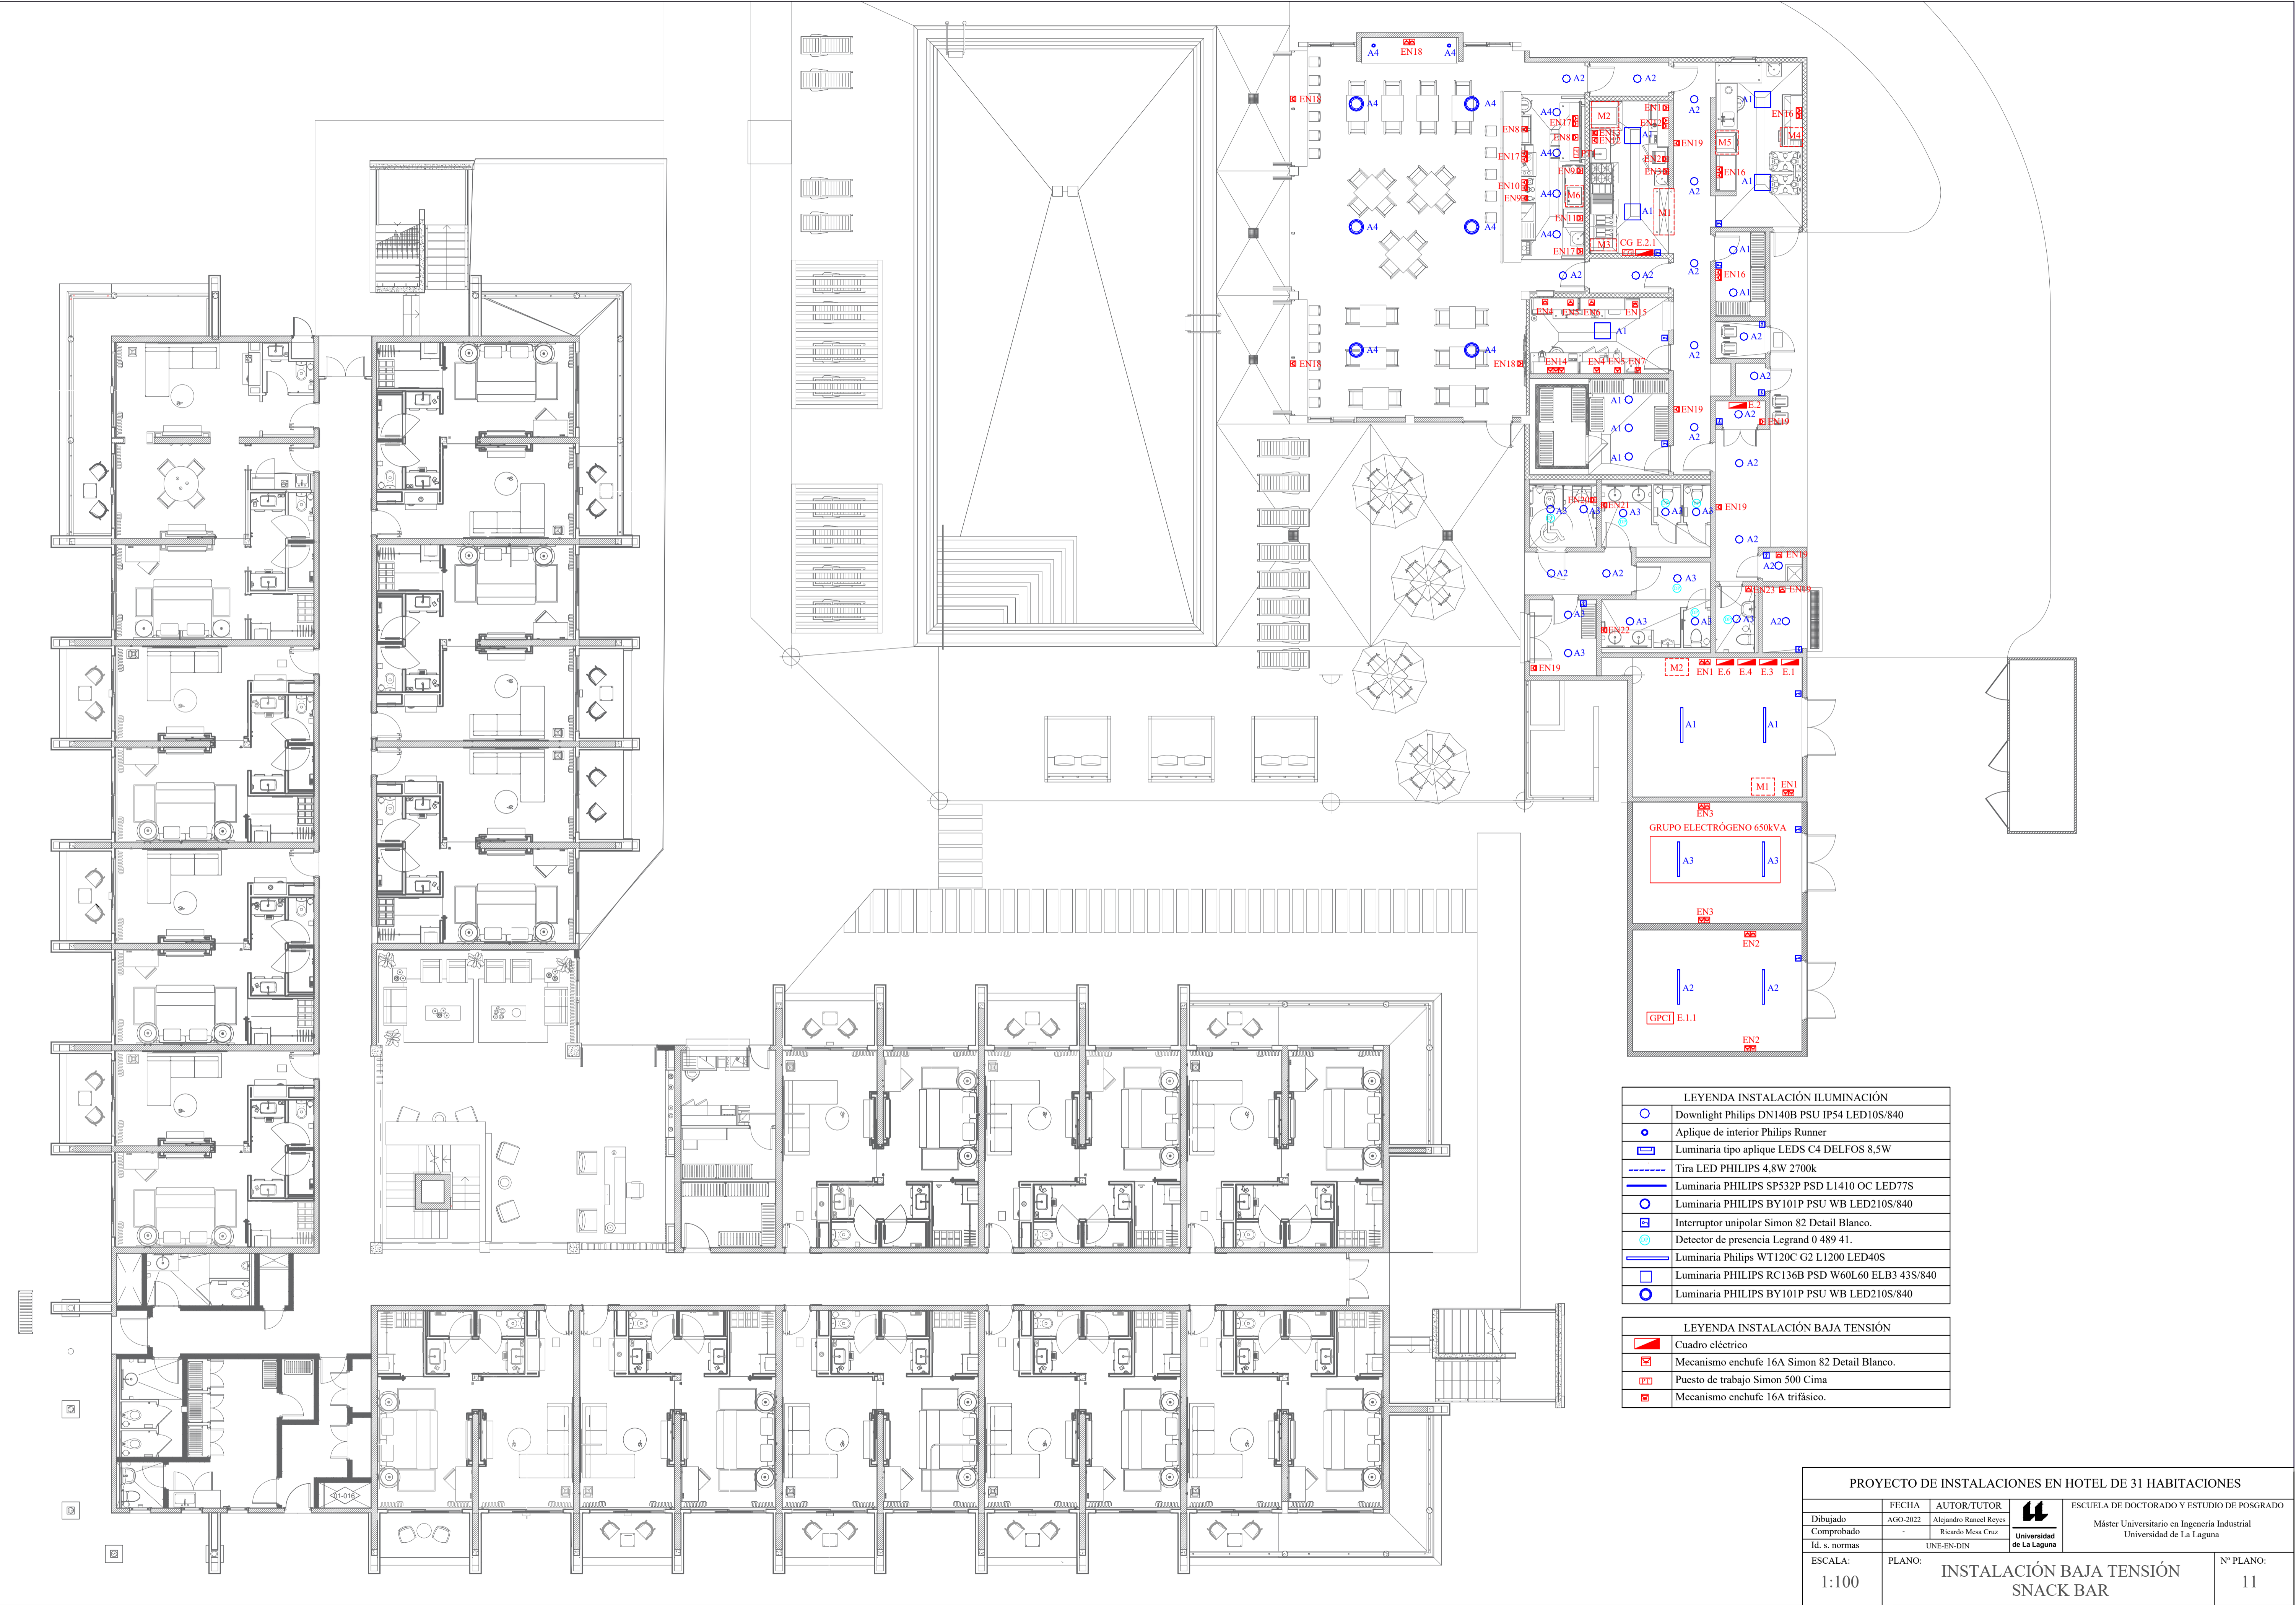 EN18
A4
A4
A2
A2
A1
A2
EN18
A4
A4
A4
EN17
EN1
M2
EN12
EN16
EN8
EN8
EN13
EN12
A1
EN19
M5
M4
EN17
A4
PT
EN2
EN9
EN3
EN16
A1
A2
EN10
EN9
A4
M6
A1
M1
A4
A4
EN11
A4
EN17
M3
CG E.2.1
A1
A2
A2
A2
EN16
A1
EN4
EN5
EN6
EN15
A1
A2
A2
EN18
A4
A4
EN18
EN14
EN4
EN5
EN7
A2
A1
EN19
E.2
A2
EN19
A1
A2
A1
A2
EN20
A3
A3
EN21
A3
A3
A3
EN19
A2
EN19
A2
A2
A2
A3
EN23
EN19
A3
EN22
A3
A3
A3
A2
A3
EN19
M2
EN1
E.6
E.4
E.3
E.1
A1
A1
M1
EN1
EN3
GRUPO ELECTRÓGENO 650kVA
A3
A3
EN3
EN2
A2
A2
GPCI
E.1.1
EN2
01-016
LEYENDA INSTALACIÓN ILUMINACIÓN
Downlight Philips DN140B PSU IP54 LED10S/840
Aplique de interior Philips Runner
Luminaria tipo aplique LEDS C4 DELFOS 8,5W
Tira LED PHILIPS 4,8W 2700k
Luminaria PHILIPS SP532P PSD L1410 OC LED77S
Luminaria PHILIPS BY101P PSU WB LED210S/840
Interruptor unipolar Simon 82 Detail Blanco.
Detector de presencia Legrand 0 489 41.
Luminaria Philips WT120C G2 L1200 LED40S
Luminaria PHILIPS RC136B PSD W60L60 ELB3 43S/840
Luminaria PHILIPS BY101P PSU WB LED210S/840
LEYENDA INSTALACIÓN BAJA TENSIÓN
Cuadro eléctrico
Mecanismo enchufe 16A Simon 82 Detail Blanco.
PT Puesto de trabajo Simon 500 Cima
Mecanismo enchufe 16A trifásico.
PROYECTO DE INSTALACIONES EN HOTEL DE 31 HABITACIONES
FECHA AUTOR/TUTOR
Dibujado AGO-2022 Alejandro Rancel Reyes
Comprobado - Ricardo Mesa Cruz
Id. s. normas UNE-EN-DIN
Universidad
de La Laguna
ESCUELA DE DOCTORADO Y ESTUDIO DE POSGRADO
Máster Universitario en Ingeniería Industrial
Universidad de La Laguna
ESCALA:
1:100
PLANO:
INSTALACIÓN BAJA TENSIÓN
SNACK BAR
Nº PLANO:
11